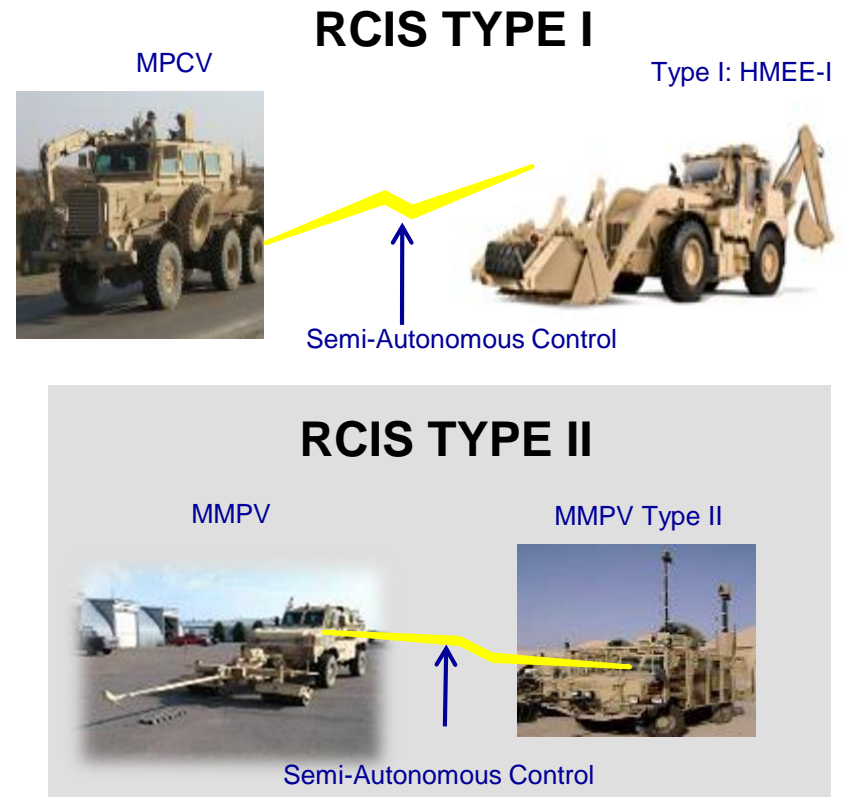 RCIS TYPE I
MPCV
Type I: HMEE-I
Semi-Autonomous Control
RCIS TYPE II
MMPV
MMPV Type II
Semi-Autonomous Control